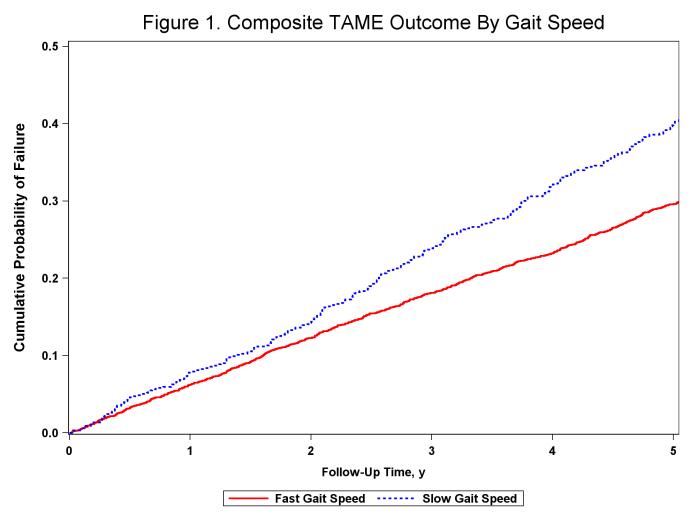 Figure 1. Composite TAME Outcome By Gait Speed
0.5
0.4
0.3
0.2
0.1
0.0
Cumulative Probability of Failure
0 1 2 3 4 5
Follow-Up Time, y
Fast Gait Speed Slow Gait Speed